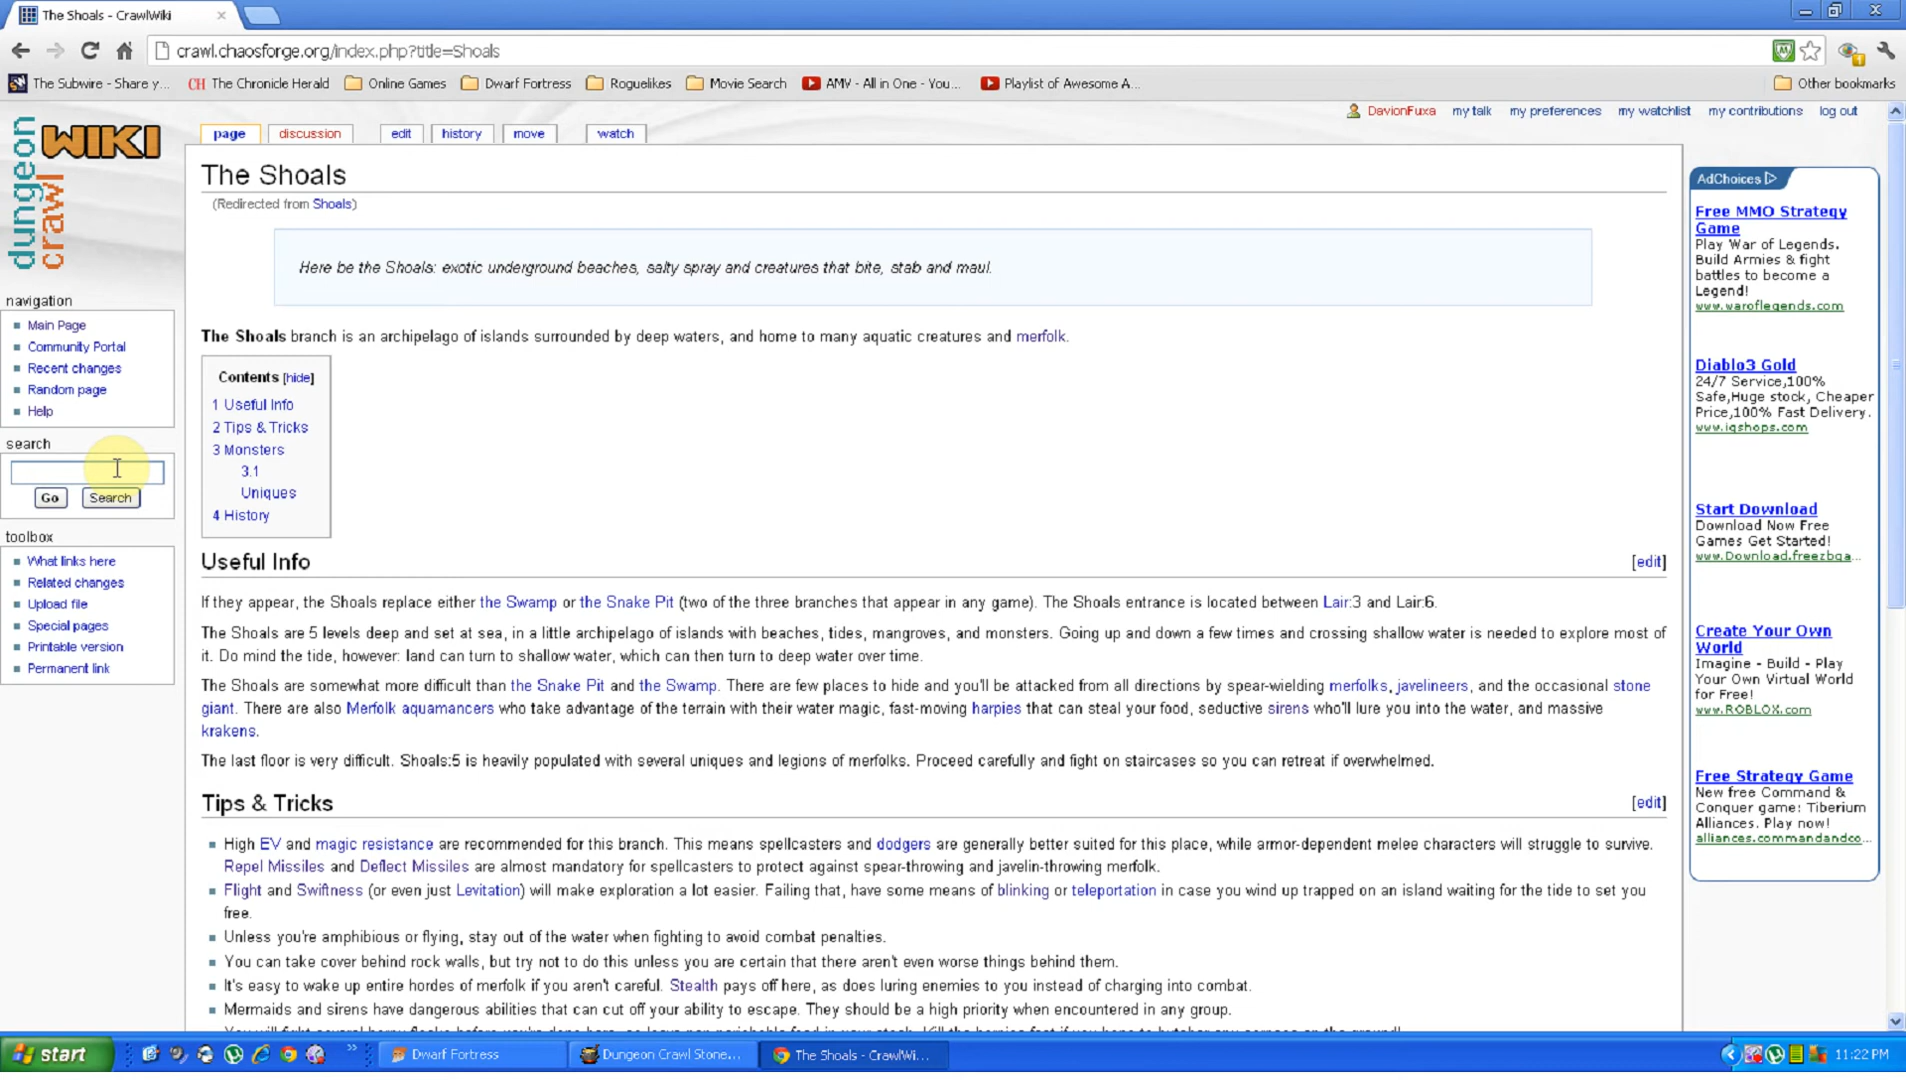 The Shoals - CrawlWiki
crawl.chaosforge.org/index.php?title=Shoals
The Subwire - Share y... CH The Chronicle Herald Online Games Dwarf Fortress Roguelikes Movie Search AMV - All in One - You... Playlist of Awesome A... Other bookmarks
DavionFuxa my talk my preferences my watchlist my contributions log out
dungeon crawl WIKI
page discussion edit history move watch
The Shoals
(Redirected from Shoals)
Here be the Shoals: exotic underground beaches, salty spray and creatures that bite, stab and maul.
The Shoals branch is an archipelago of islands surrounded by deep waters, and home to many aquatic creatures and merfolk.
Contents [hide]
1 Useful Info
2 Tips & Tricks
3 Monsters
3.1
Uniques
4 History
Useful Info [edit]
If they appear, the Shoals replace either the Swamp or the Snake Pit (two of the three branches that appear in any game). The Shoals entrance is located between Lair:3 and Lair:6.
The Shoals are 5 levels deep and set at sea, in a little archipelago of islands with beaches, tides, mangroves, and monsters. Going up and down a few times and crossing shallow water is needed to explore most of
it. Do mind the tide, however: land can turn to shallow water, which can then turn to deep water over time.
The Shoals are somewhat more difficult than the Snake Pit and the Swamp. There are few places to hide and you'll be attacked from all directions by spear-wielding merfolks, javelineers, and the occasional stone
giant. There are also Merfolk aquamancers who take advantage of the terrain with their water magic, fast-moving harpies that can steal your food, seductive sirens who'll lure you into the water, and massive
krakens.
The last floor is very difficult. Shoals:5 is heavily populated with several uniques and legions of merfolks. Proceed carefully and fight on staircases so you can retreat if overwhelmed.
Tips & Tricks [edit]
High EV and magic resistance are recommended for this branch. This means spellcasters and dodgers are generally better suited for this place, while armor-dependent melee characters will struggle to survive.
Repel Missiles and Deflect Missiles are almost mandatory for spellcasters to protect against spear-throwing and javelin-throwing merfolk.
Flight and Swiftness (or even just Levitation) will make exploration a lot easier. Failing that, have some means of blinking or teleportation in case you wind up trapped on an island waiting for the tide to set you
free.
Unless you're amphibious or flying, stay out of the water when fighting to avoid combat penalties.
You can take cover behind rock walls, but try not to do this unless you are certain that there aren't even worse things behind them.
It's easy to wake up entire hordes of merfolk if you aren't careful. Stealth pays off here, as does luring enemies to you instead of charging into combat.
Mermaids and sirens have dangerous abilities that can cut off your ability to escape. They should be a high priority when encountered in any group.
navigation
Main Page
Community Portal
Recent changes
Random page
Help
search
Go Search
toolbox
What links here
Related changes
Upload file
Special pages
Printable version
Permanent link
AdChoices
Free MMO Strategy
Game
Play War of Legends.
Build Armies & fight
battles to become a
Legend!
www.waroflegends.com
Diablo3 Gold
24/7 Service,100%
Safe,Huge stock, Cheaper
Price,100% Fast Delivery.
www.igshops.com
Start Download
Download Now Free
Games Get Started!
www.Download.freezbga...
Create Your Own
World
Imagine - Build - Play
Your Own Virtual World
for Free!
www.ROBLOX.com
Free Strategy Game
New free Command &
Conquer game: Tiberium
Alliances. Play now!
alliances.commandandco...
start Dwarf Fortress Dungeon Crawl Stone... The Shoals - CrawlWi... 11:22 PM